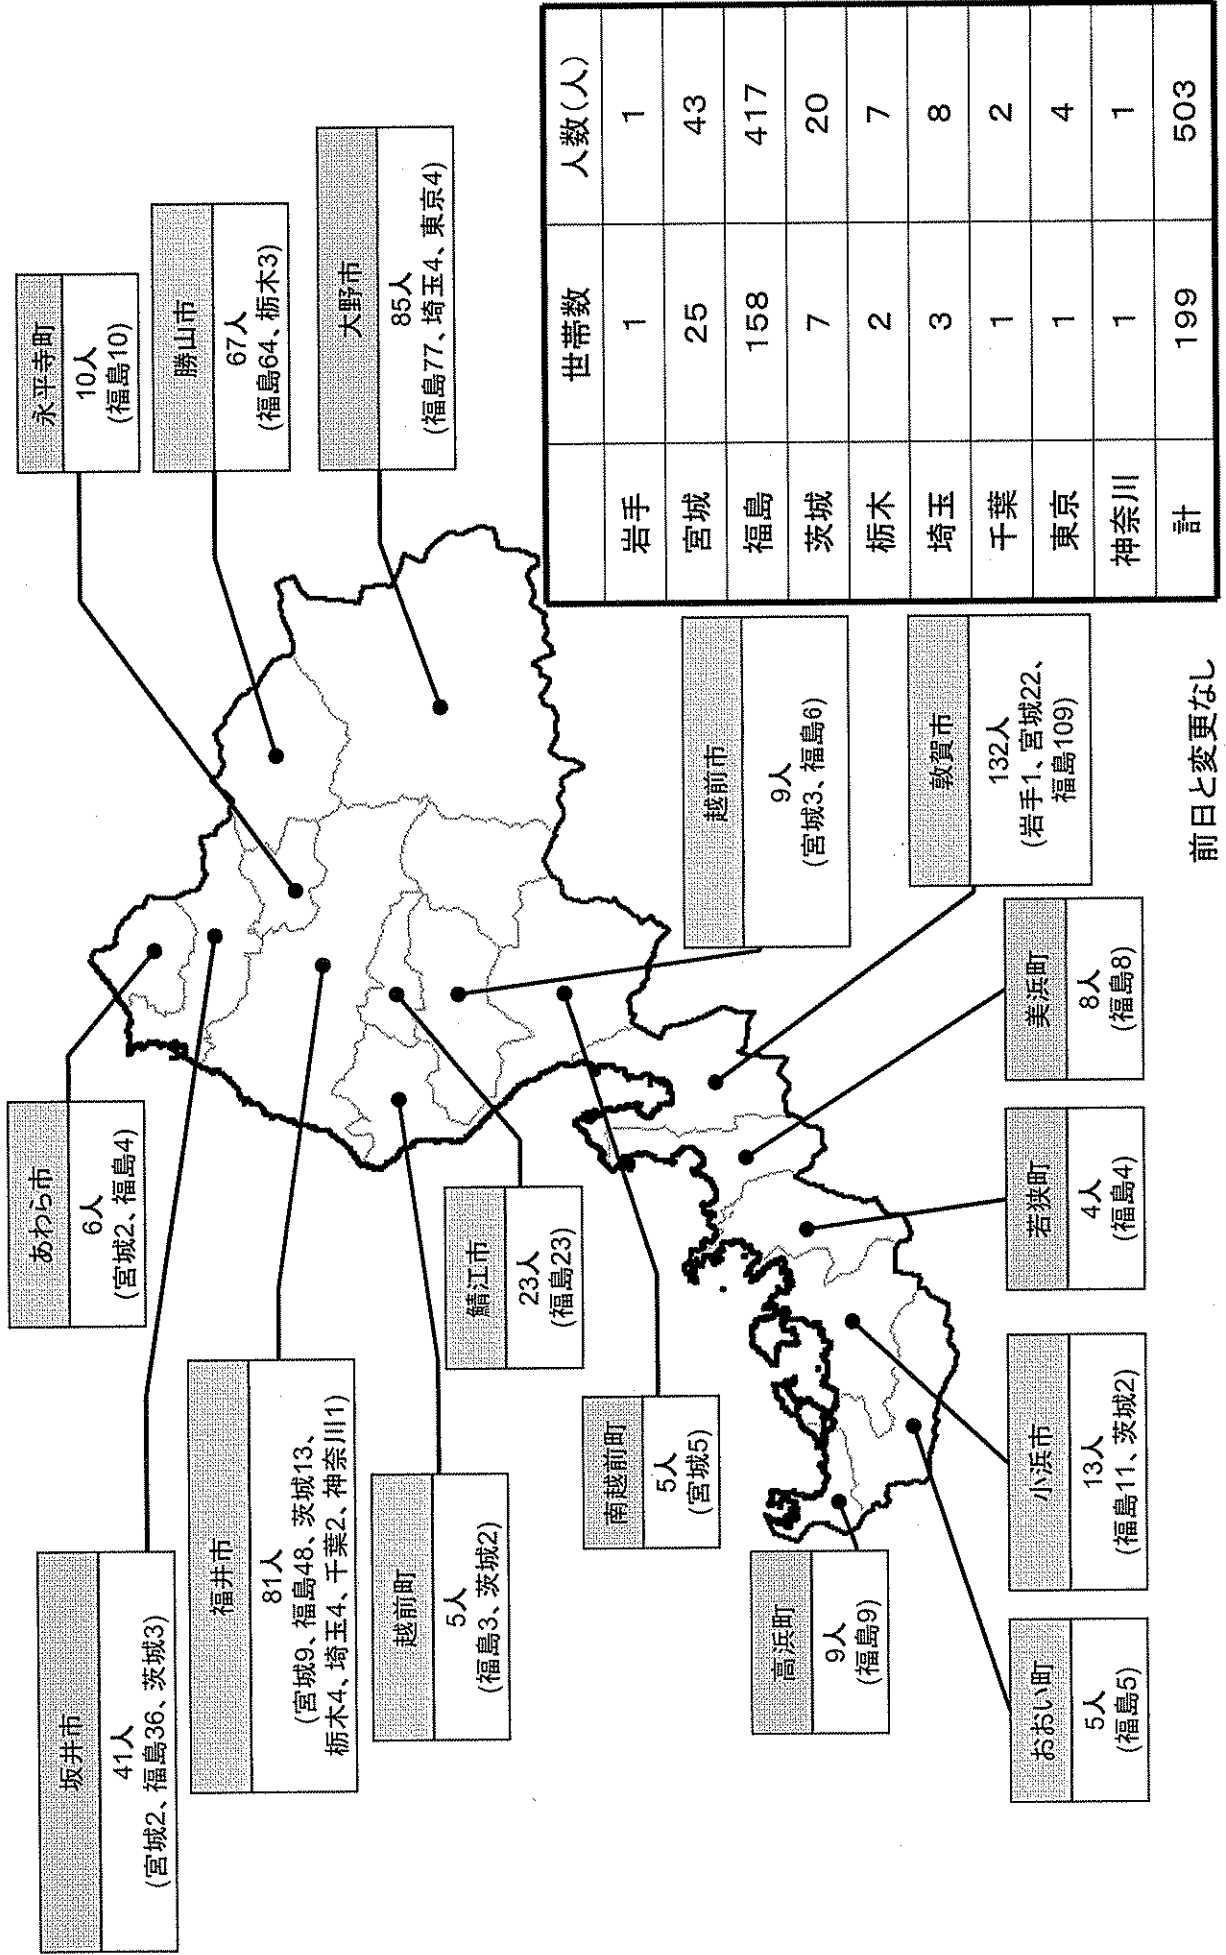 坂井市
41人
(宮城2、福島36、茨城3)
あわら市
6人
(宮城2、福島4)
永平寺町
10人
(福島10)
勝山市
67人
(福島64、栃木3)
大野市
85人
(福島77、埼玉4、東京4)
福井市
81人
(宮城9、福島48、茨城13、
栃木4、埼玉4、千葉2、神奈川1)
越前町
5人
(福島3、茨城2)
鯖江市
23人
(福島23)
南越前町
5人
(宮城5)
越前市
9人
(宮城3、福島6)
敦賀市
132人
(岩手1、宮城22、
福島109)
高浜町
9人
(福島9)
おおい町
5人
(福島5)
小浜市
13人
(福島11、茨城2)
若狭町
4人
(福島4)
美浜町
8人
(福島8)
世帯数 人数(人)
岩手 1 1
宮城 25 43
福島 158 417
茨城 7 20
栃木 2 7
埼玉 3 8
千葉 1 2
東京 1 4
神奈川 1 1
計 199 503
前日と変更なし